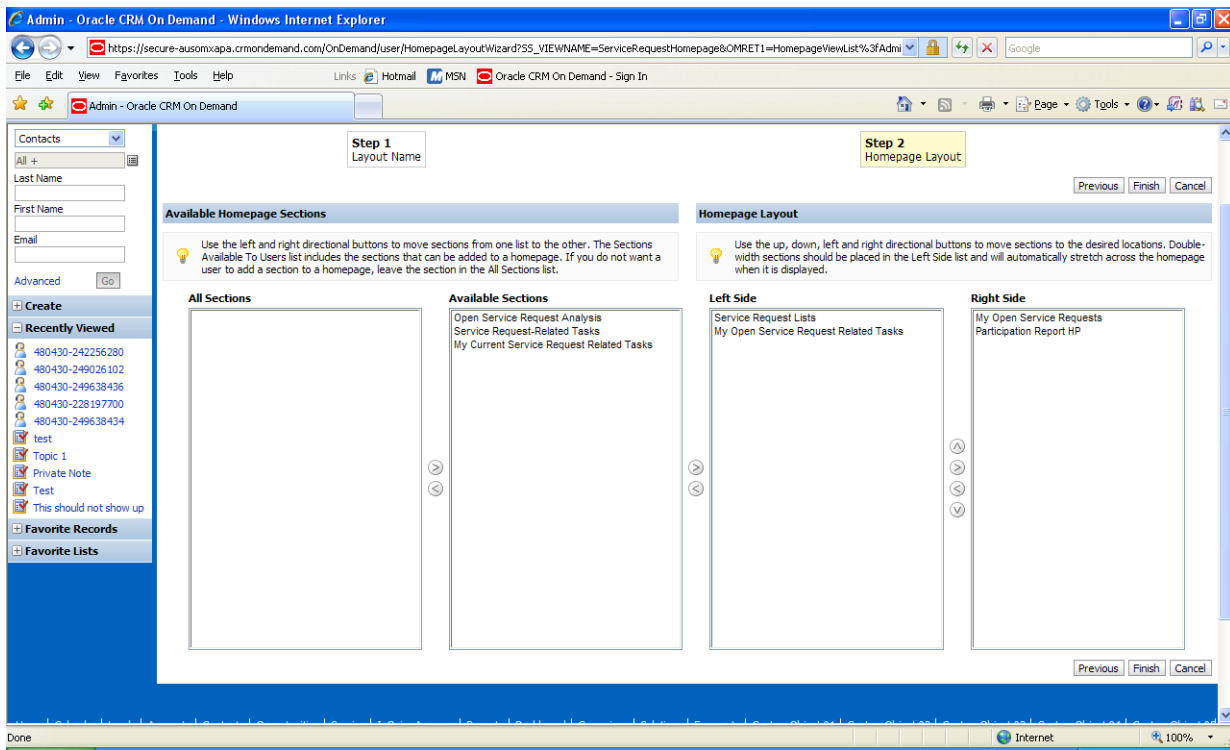 Admin - Oracle CRM On Demand - Windows Internet Explorer
https://secure-ausomxapa.crmondemand.com/OnDemand/user/HomepageLayoutWizard?SS_VIEWNAME=ServiceRequestHomepage&OMRET1=HomepageViewList%3fAdmi
Google
File Edit View Favorites Tools Help
Links Hotmail MSN Oracle CRM On Demand - Sign In
Admin - Oracle CRM On Demand
Page Tools
Contacts
All +
Last Name
First Name
Email
Advanced Go
Create
Recently Viewed
480430-242256280
480430-249026102
480430-249638436
480430-228197700
480430-249638434
test
Topic 1
Private Note
Test
This should not show up
Favorite Records
Favorite Lists
Step 1
Layout Name
Step 2
Homepage Layout
Previous Finish Cancel
Available Homepage Sections
Use the left and right directional buttons to move sections from one list to the other. The Sections
Available To Users list includes the sections that can be added to a homepage. If you do not want a
user to add a section to a homepage, leave the section in the All Sections list.
Homepage Layout
Use the up, down, left and right directional buttons to move sections to the desired locations. Double-
width sections should be placed in the Left Side list and will automatically stretch across the homepage
when it is displayed.
All Sections
Available Sections
Open Service Request Analysis
Service Request-Related Tasks
My Current Service Request Related Tasks
Left Side
Service Request Lists
My Open Service Request Related Tasks
Right Side
My Open Service Requests
Participation Report HP
Previous Finish Cancel
Done
Internet
100%